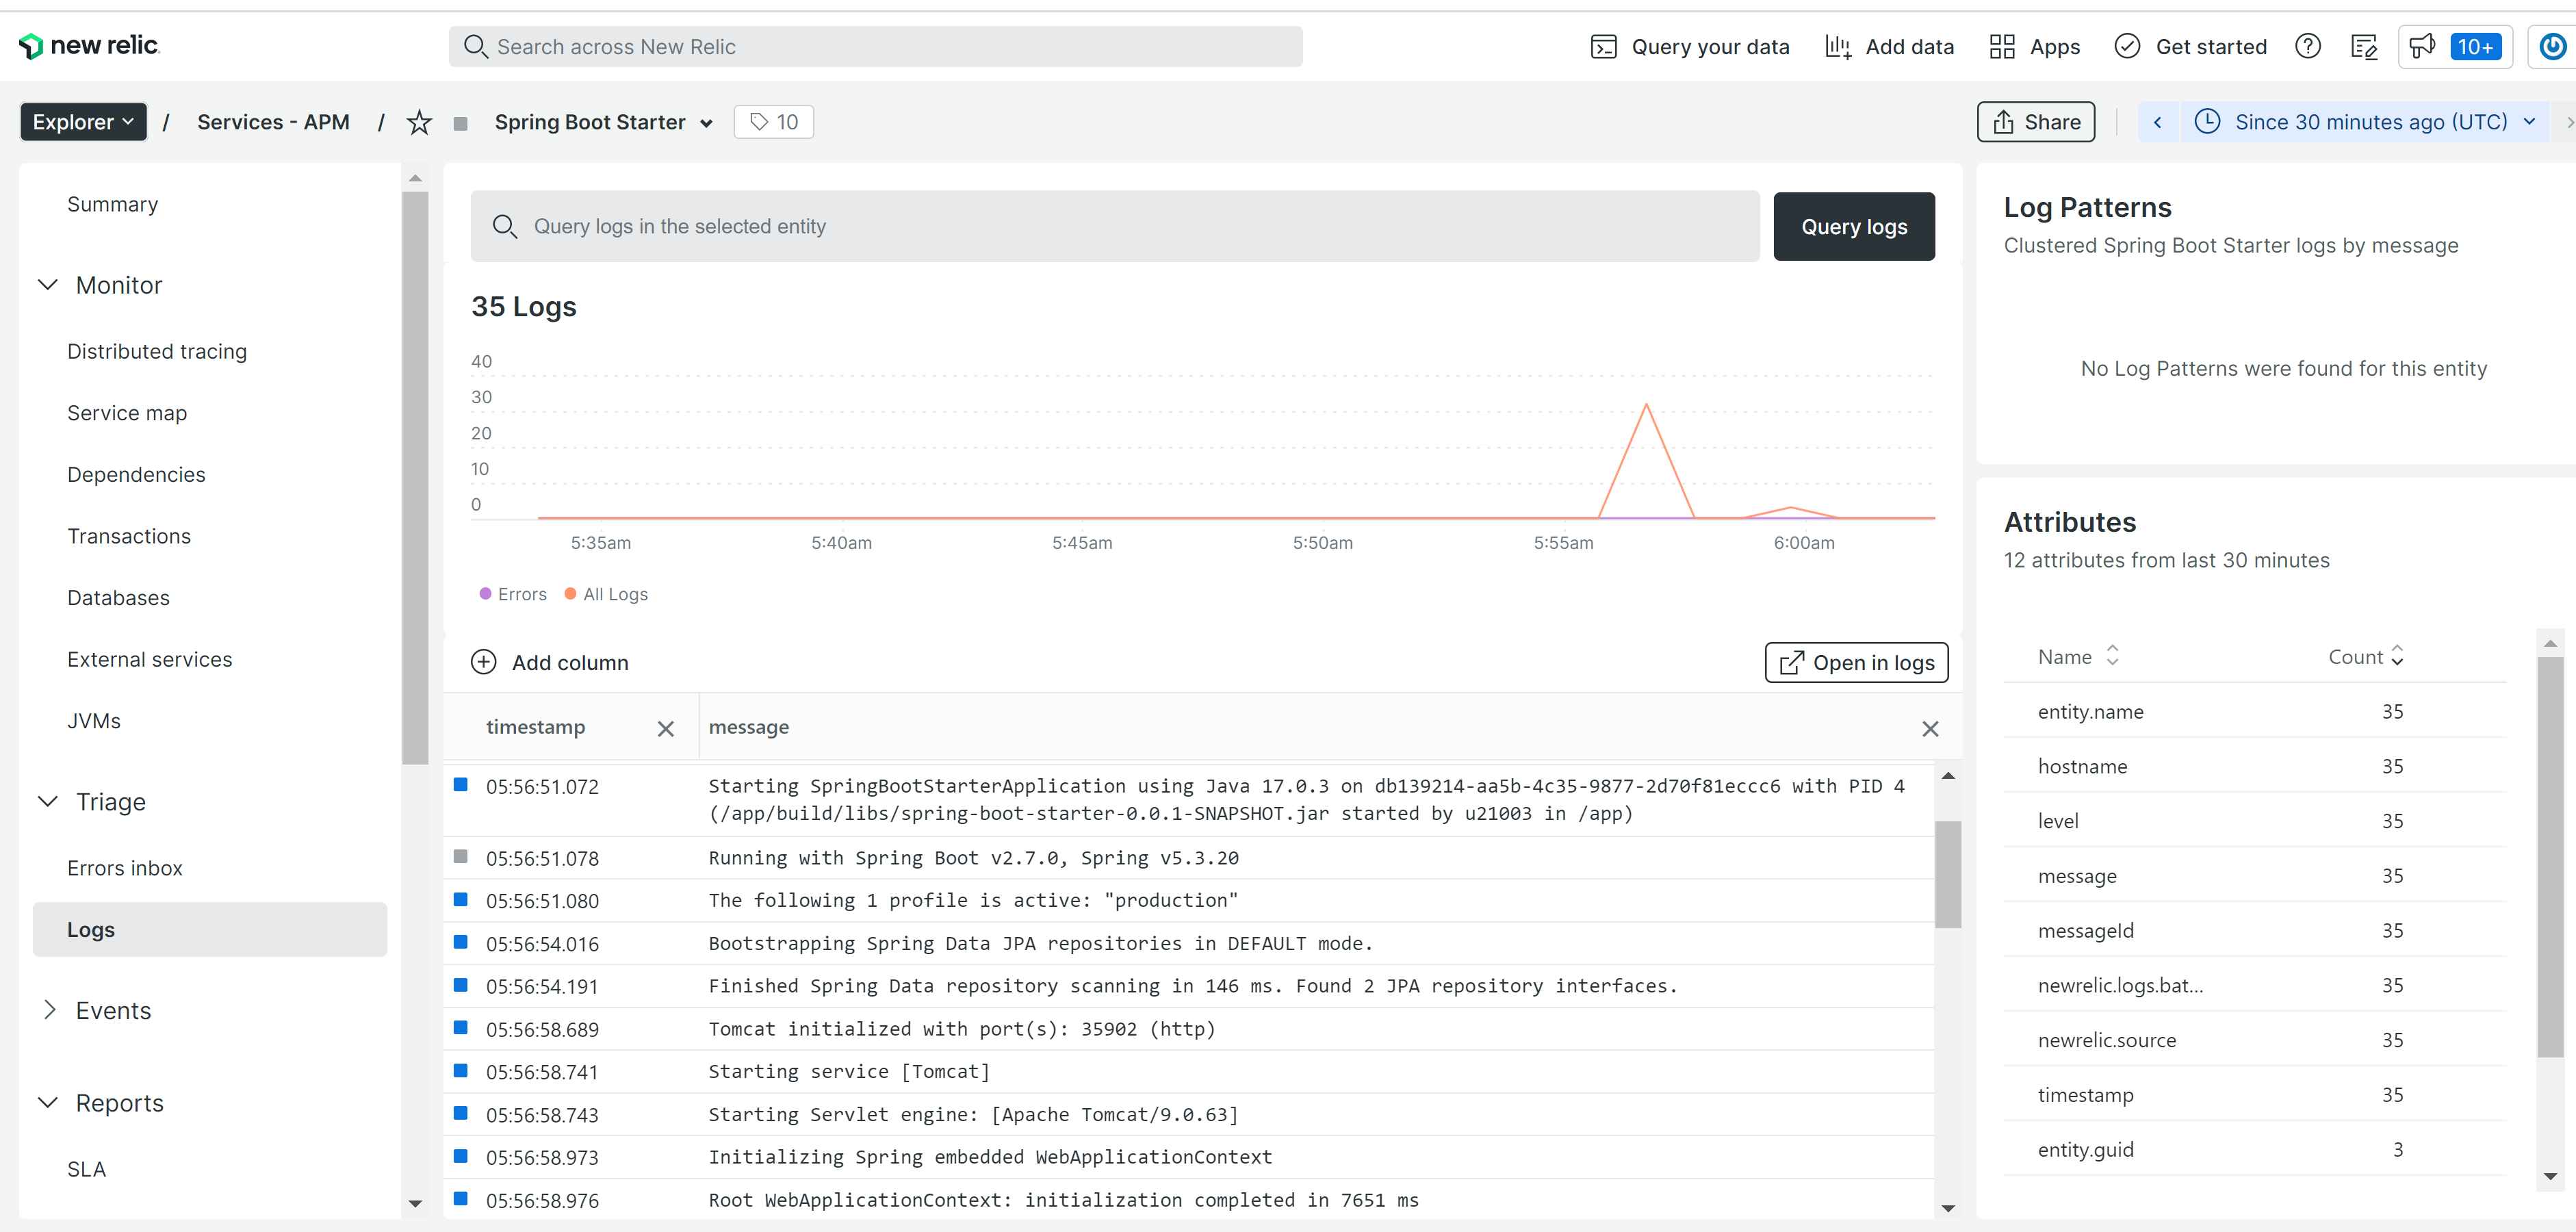 new relic
Search across New Relic
Query your data
Add data
Apps
Get started
10+
Explorer / Services - APM / Spring Boot Starter 10
Share
Since 30 minutes ago (UTC)
Summary
Monitor
Distributed tracing
Service map
Dependencies
Transactions
Databases
External services
JVMs
Triage
Errors inbox
Logs
Events
Reports
SLA
Query logs in the selected entity
Query logs
35 Logs
40
30
20
10
0
5:35am 5:40am 5:45am 5:50am 5:55am 6:00am
Errors All Logs
Add column
Open in logs
timestamp message
05:56:51.072 Starting SpringBootStarterApplication using Java 17.0.3 on db139214-aa5b-4c35-9877-2d70f81eccc6 with PID 4
(/app/build/libs/spring-boot-starter-0.0.1-SNAPSHOT.jar started by u21003 in /app)
05:56:51.078 Running with Spring Boot v2.7.0, Spring v5.3.20
05:56:51.080 The following 1 profile is active: "production"
05:56:54.016 Bootstrapping Spring Data JPA repositories in DEFAULT mode.
05:56:54.191 Finished Spring Data repository scanning in 146 ms. Found 2 JPA repository interfaces.
05:56:58.689 Tomcat initialized with port(s): 35902 (http)
05:56:58.741 Starting service [Tomcat]
05:56:58.743 Starting Servlet engine: [Apache Tomcat/9.0.63]
05:56:58.973 Initializing Spring embedded WebApplicationContext
05:56:58.976 Root WebApplicationContext: initialization completed in 7651 ms
Log Patterns
Clustered Spring Boot Starter logs by message
No Log Patterns were found for this entity
Attributes
12 attributes from last 30 minutes
Name Count
entity.name 35
hostname 35
level 35
message 35
messageId 35
newrelic.logs.bat... 35
newrelic.source 35
timestamp 35
entity.guid 3